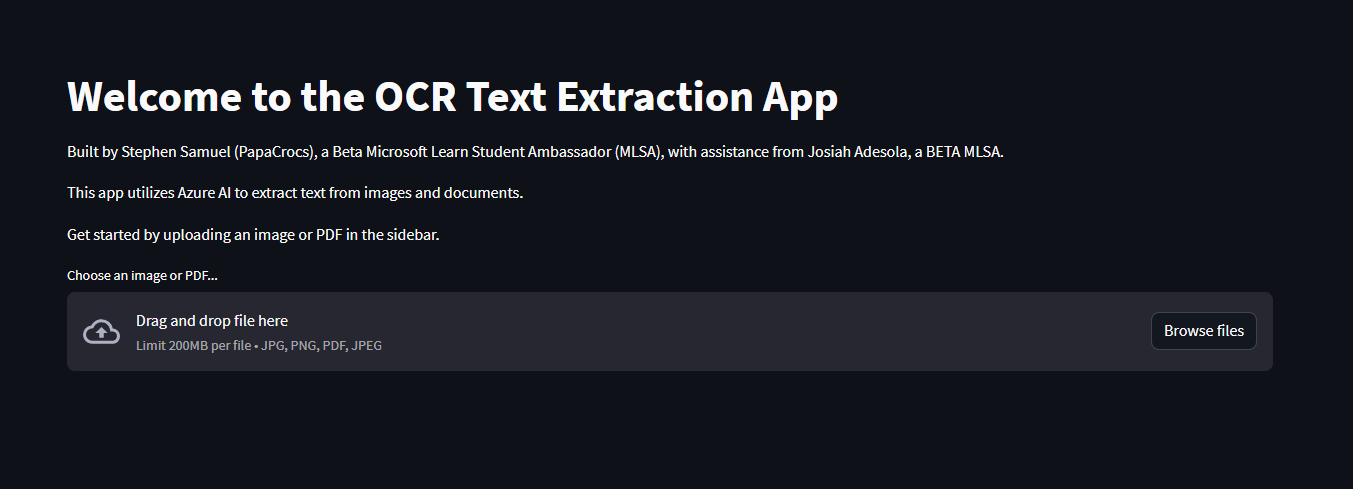 Welcome to the OCR Text Extraction App
Built by Stephen Samuel (PapaCrocs), a Beta Microsoft Learn Student Ambassador (MLSA), with assistance from Josiah Adesola, a BETA MLSA.
This app utilizes Azure AI to extract text from images and documents.
Get started by uploading an image or PDF in the sidebar.
Choose an image or PDF...
Drag and drop file here
Limit 200MB per file • JPG, PNG, PDF, JPEG
Browse files